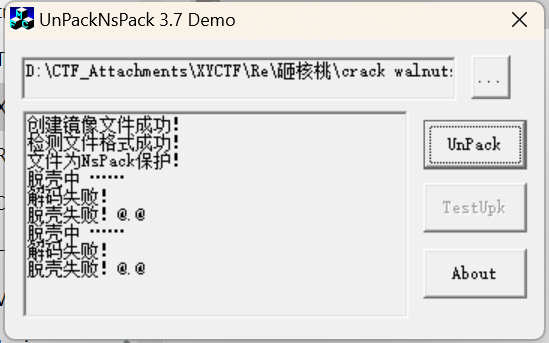 UnPackNsPack 3.7 Demo
D:\CTF_Attachments\XYCTF\Re\砸核桃\crack walnuts
...
创建镜像文件成功!
检测文件格式成功!
文件为NsPack保护!
脱壳中 ……
解码失败!
脱壳失败! @.@
脱壳中 ……
解码失败!
脱壳失败! @.@
UnPack
TestUpk
About